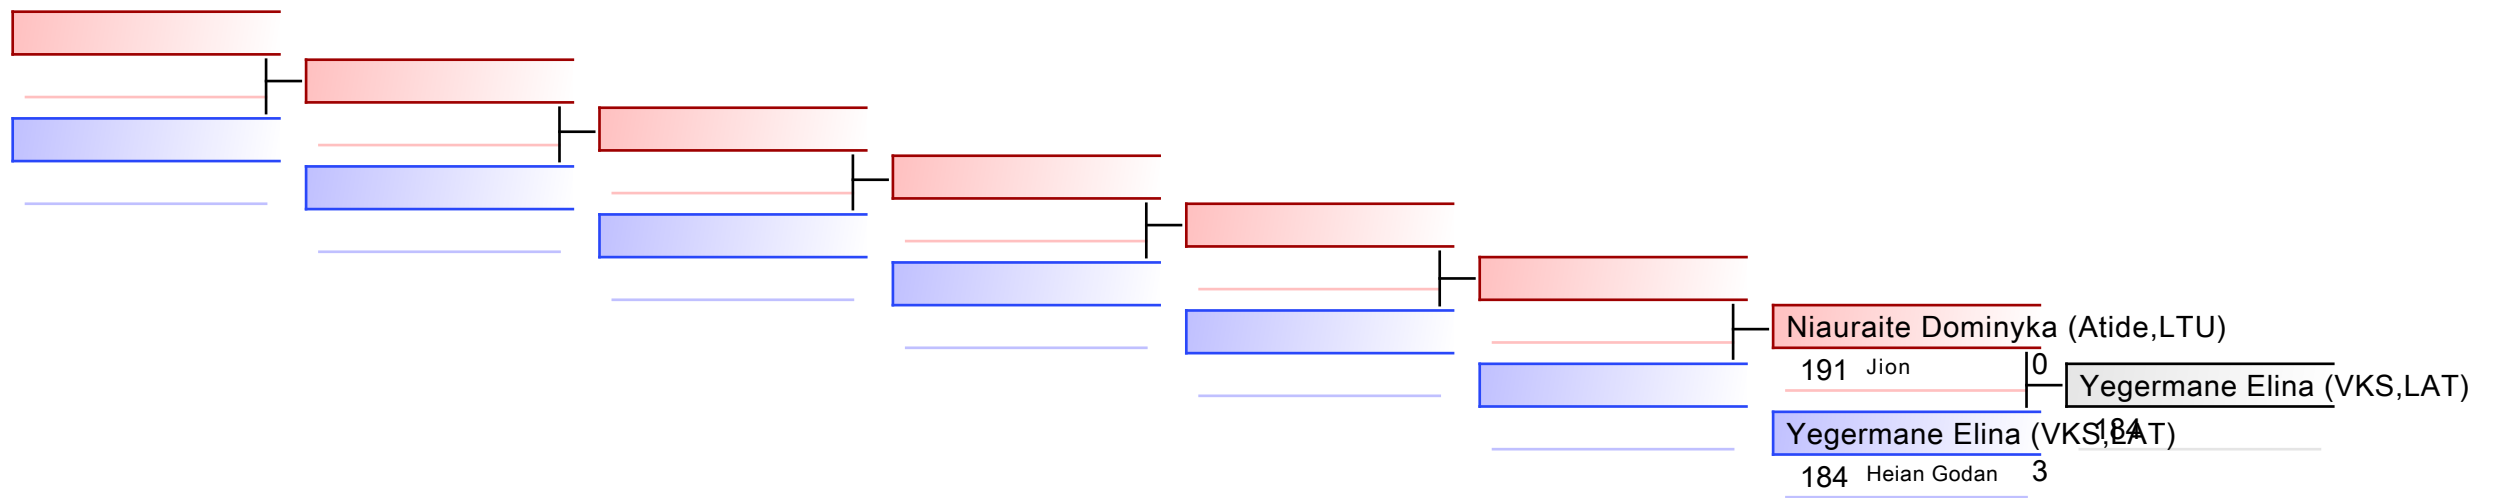 Niauraite Dominyka (Atide,LTU)
191 Jion 0
Yegermane Elina (VKS,LAT)
184
Yegermane Elina (VKS,LAT)
184 Heian Godan 3